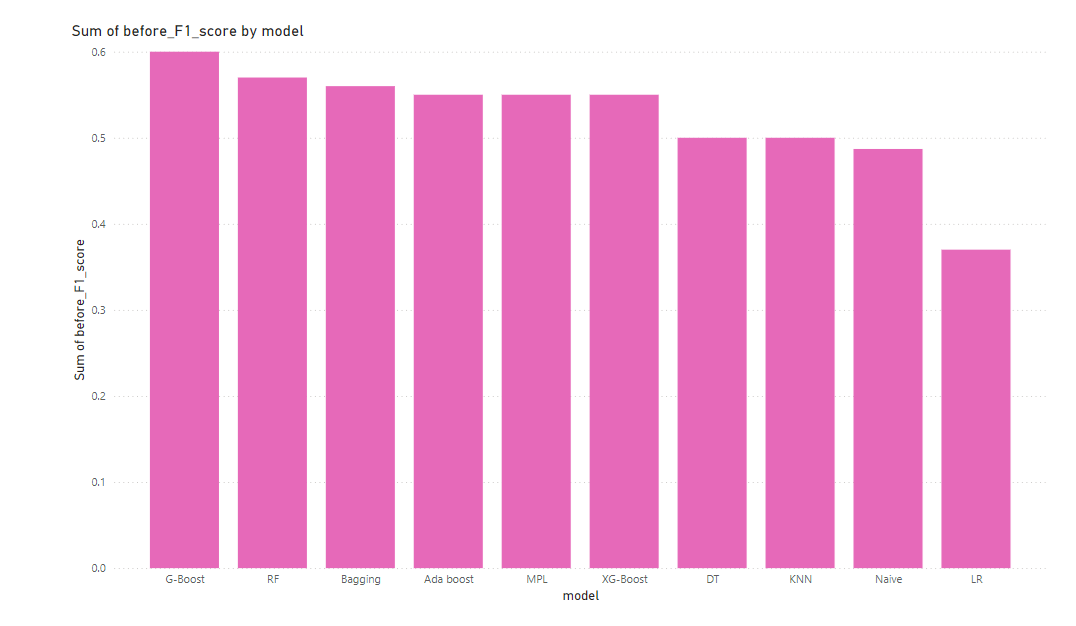 Sum of before_F1_score by model
Sum of before_F1_score
0.6
0.5
0.4
0.3
0.2
0.1
0.0
G-Boost RF Bagging Ada boost MPL XG-Boost DT KNN Naive LR
model